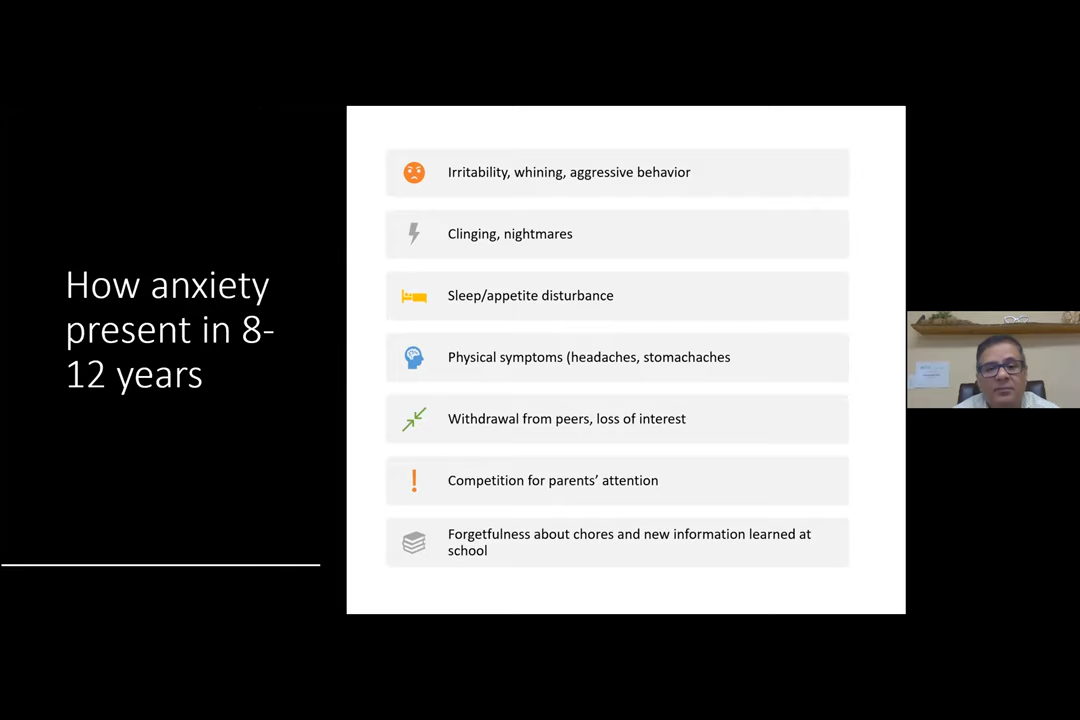 How anxiety
present in 8-
12 years
Irritability, whining, aggressive behavior
Clinging, nightmares
Sleep/appetite disturbance
Physical symptoms (headaches, stomachaches
Withdrawal from peers, loss of interest
Competition for parents’ attention
Forgetfulness about chores and new information learned at
school